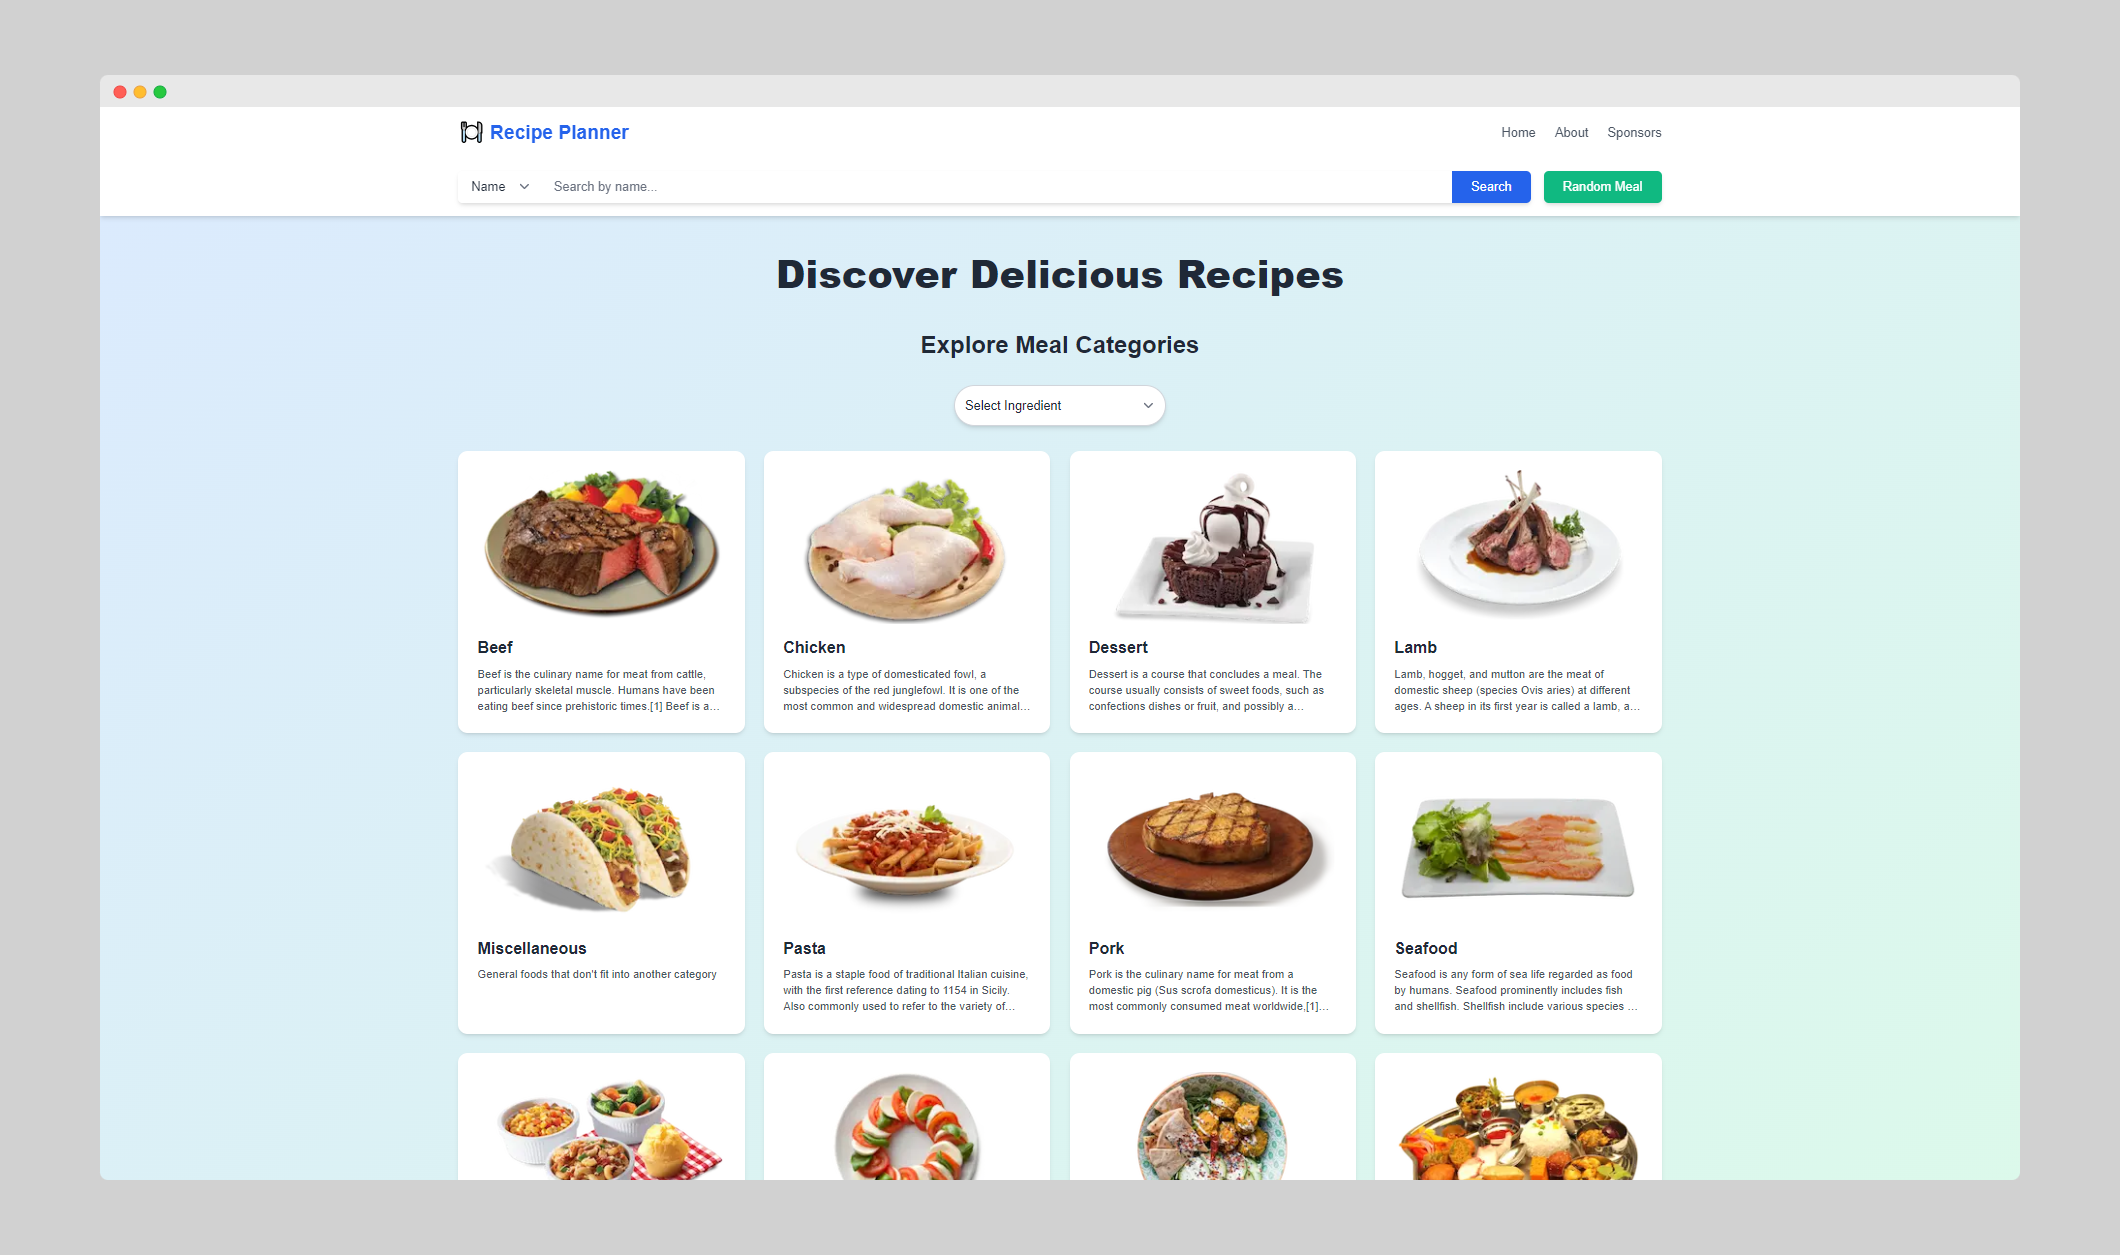 Recipe Planner
Home About Sponsors
Name Search by name... Search Random Meal
Discover Delicious Recipes
Explore Meal Categories
Select Ingredient
Beef
Beef is the culinary name for meat from cattle,
particularly skeletal muscle. Humans have been
eating beef since prehistoric times.[1] Beef is a...
Chicken
Chicken is a type of domesticated fowl, a
subspecies of the red junglefowl. It is one of the
most common and widespread domestic animal...
Dessert
Dessert is a course that concludes a meal. The
course usually consists of sweet foods, such as
confections dishes or fruit, and possibly a...
Lamb
Lamb, hogget, and mutton are the meat of
domestic sheep (species Ovis aries) at different
ages. A sheep in its first year is called a lamb, a...
Miscellaneous
General foods that don't fit into another category
Pasta
Pasta is a staple food of traditional Italian cuisine,
with the first reference dating to 1154 in Sicily.
Also commonly used to refer to the variety of...
Pork
Pork is the culinary name for meat from a
domestic pig (Sus scrofa domesticus). It is the
most commonly consumed meat worldwide,[1]...
Seafood
Seafood is any form of sea life regarded as food
by humans. Seafood prominently includes fish
and shellfish. Shellfish include various species ...